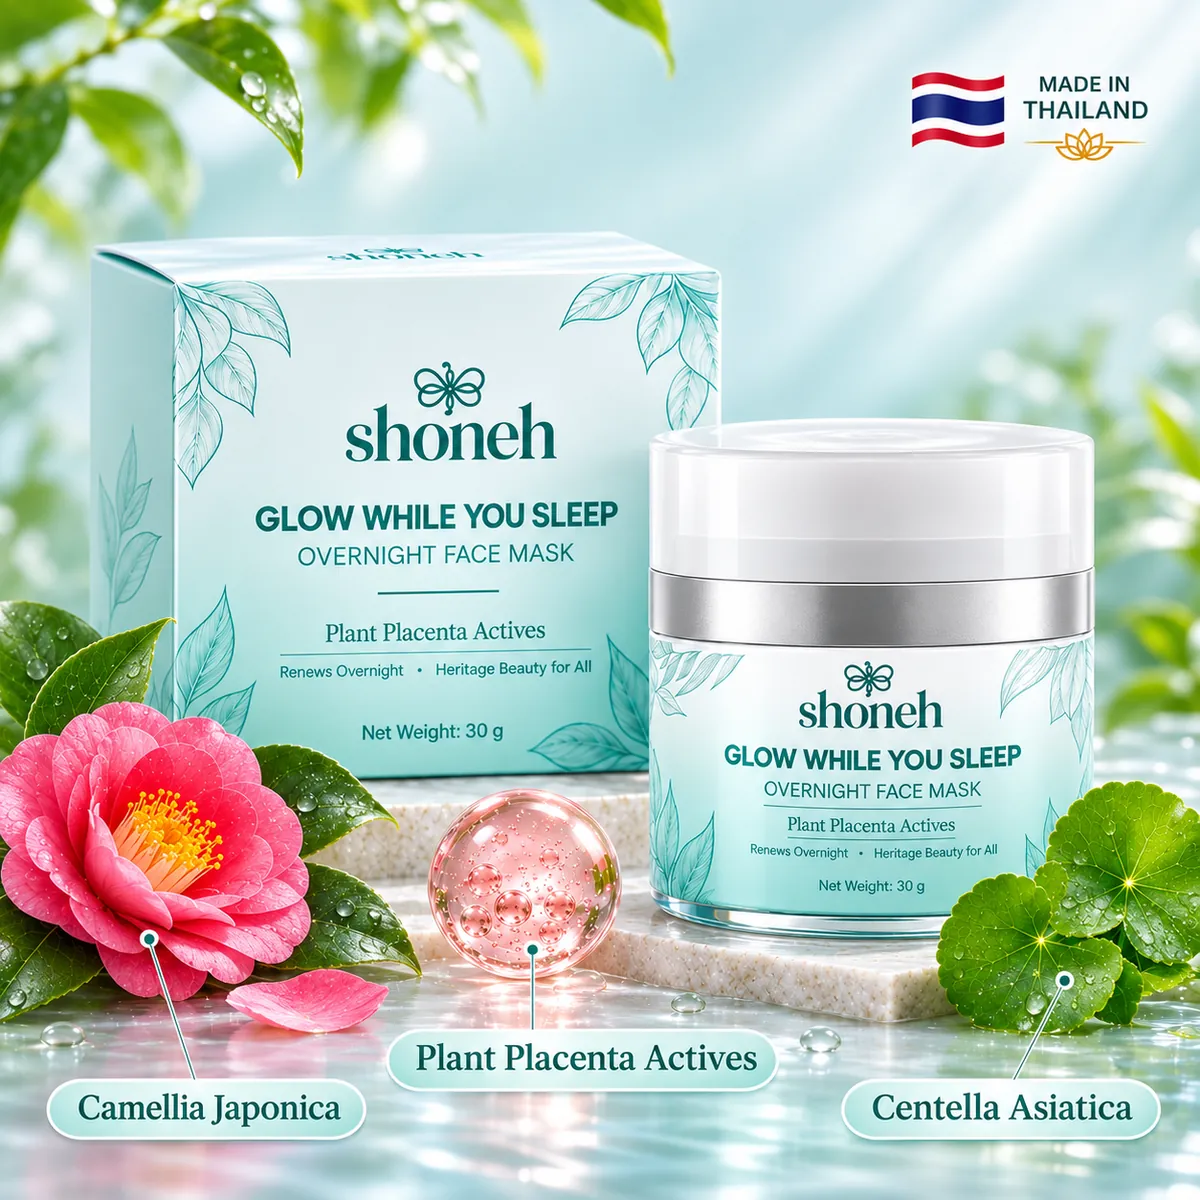 MADE IN
THAILAND
shoneh
shoneh
GLOW WHILE YOU SLEEP
OVERNIGHT FACE MASK
Plant Placenta Actives
Renews Overnight • Heritage Beauty for All
Net Weight: 30 g
shoneh
GLOW WHILE YOU SLEEP
OVERNIGHT FACE MASK
Plant Placenta Actives
Renews Overnight • Heritage Beauty for All
Net Weight: 30 g
Plant Placenta Actives
Camellia Japonica
Centella Asiatica